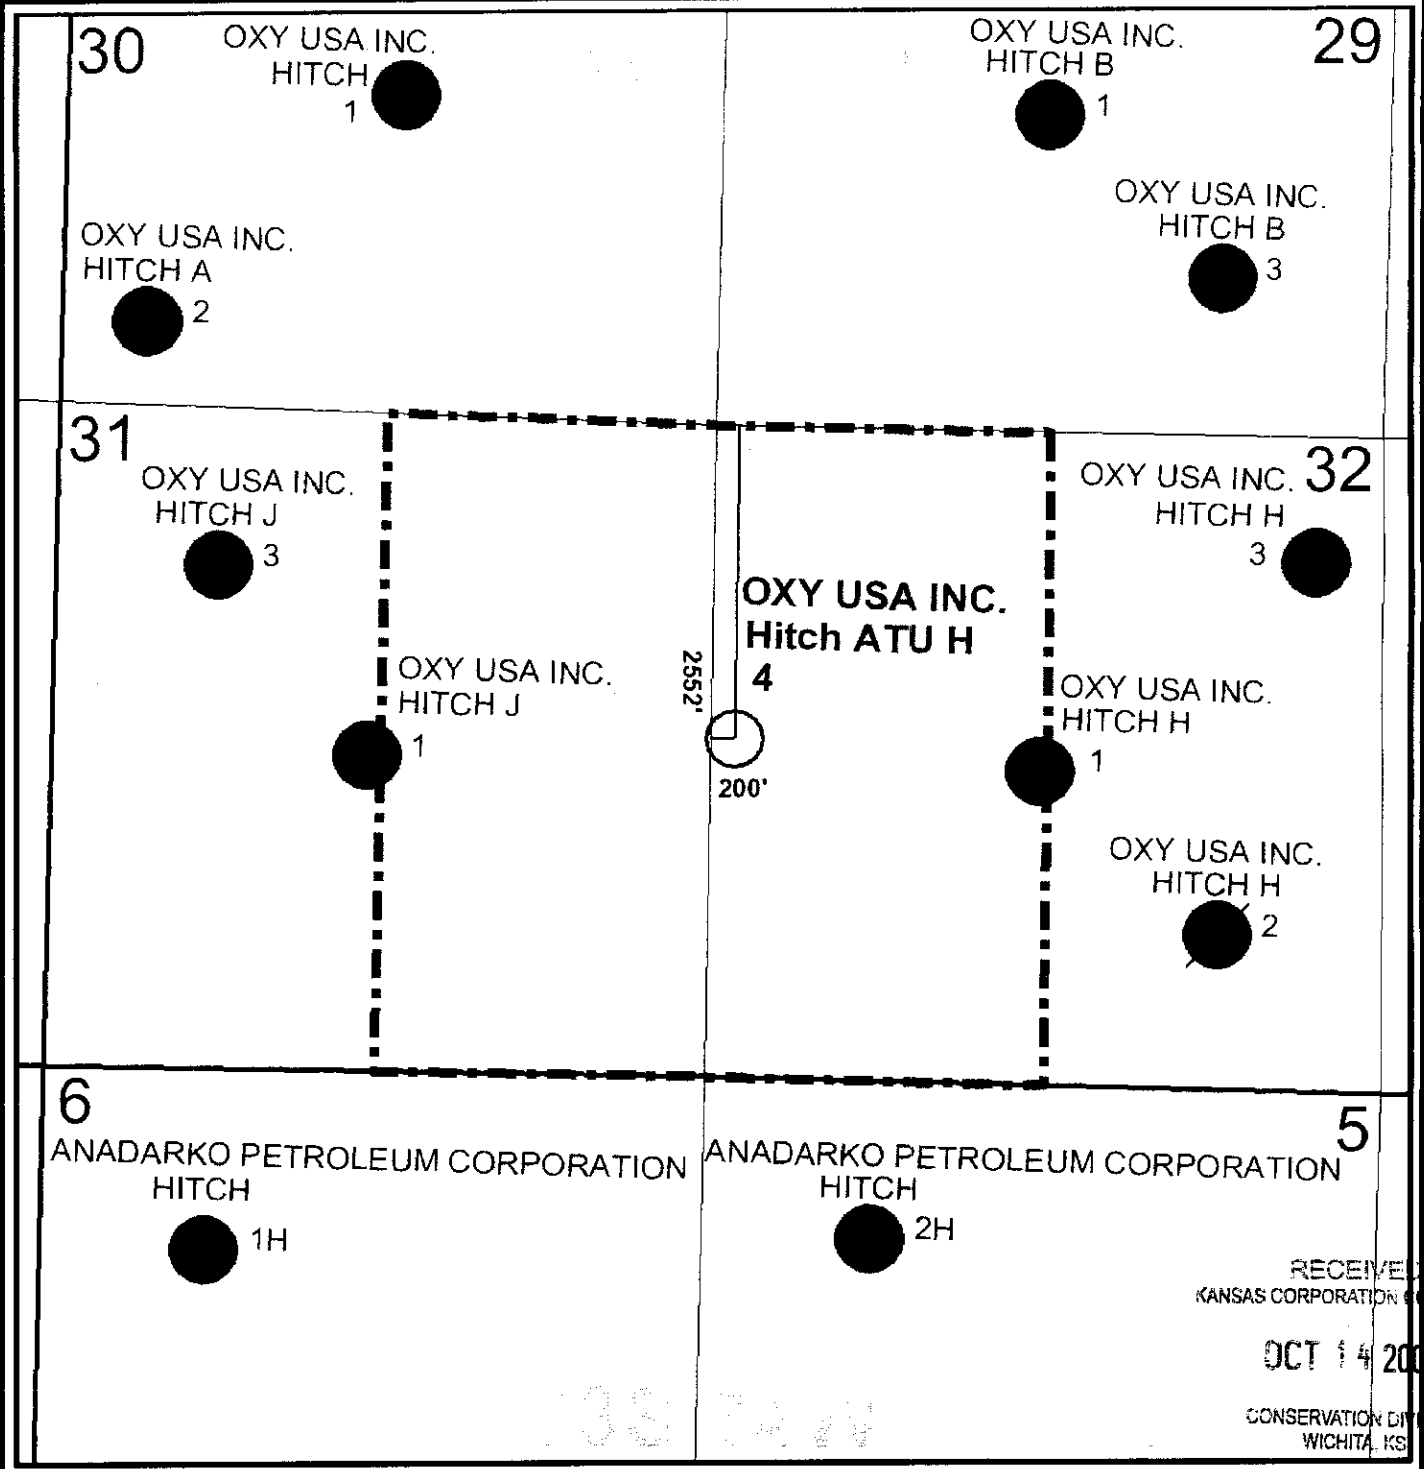 30
OXY USA INC.
HITCH
1
OXY USA INC.
HITCH B
1
29
OXY USA INC.
HITCH B
3
OXY USA INC.
HITCH A
2
31
OXY USA INC.
HITCH J
3
OXY USA INC.
HITCH H
3
32
OXY USA INC.
Hitch ATU H
4
2552'
200'
OXY USA INC.
HITCH J
1
OXY USA INC.
HITCH H
1
OXY USA INC.
HITCH H
2
6
ANADARKO PETROLEUM CORPORATION
HITCH
1H
5
ANADARKO PETROLEUM CORPORATION
HITCH
2H
RECEIVED
KANSAS CORPORATION
OCT 14 200
CONSERVATION DIV
WICHITA, KS